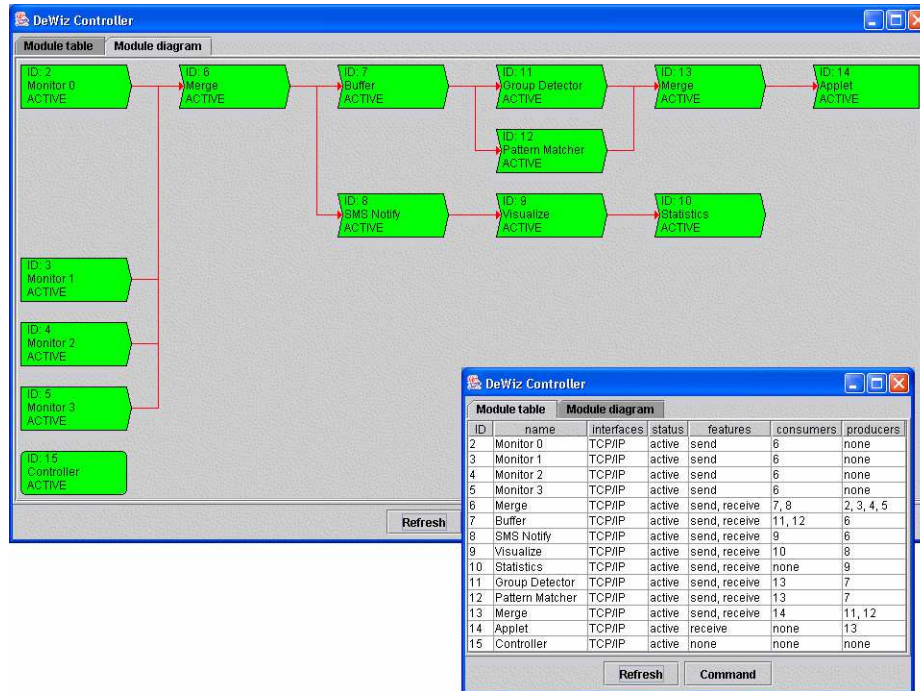 DeWiz Controller
Module table Module diagram
ID: 2
Monitor 0
ACTIVE
ID: 6
Merge
ACTIVE
ID: 7
Buffer
ACTIVE
ID: 11
Group Detector
ACTIVE
ID: 13
Merge
ACTIVE
ID: 14
Applet
ACTIVE
ID: 12
Pattern Matcher
ACTIVE
ID: 8
SMS Notify
ACTIVE
ID: 9
Visualize
ACTIVE
ID: 10
Statistics
ACTIVE
ID: 3
Monitor 1
ACTIVE
ID: 4
Monitor 2
ACTIVE
ID: 5
Monitor 3
ACTIVE
ID: 15
Controller
ACTIVE
Refresh
DeWiz Controller
Module table Module diagram
ID name interfaces status features consumers producers
2 Monitor 0 TCP/IP active send 6 none
3 Monitor 1 TCP/IP active send 6 none
4 Monitor 2 TCP/IP active send 6 none
5 Monitor 3 TCP/IP active send 6 none
6 Merge TCP/IP active send, receive 7, 8 2, 3, 4, 5
7 Buffer TCP/IP active send, receive 11, 12 6
8 SMS Notify TCP/IP active send, receive 9 6
9 Visualize TCP/IP active send, receive 10 8
10 Statistics TCP/IP active send, receive none 9
11 Group Detector TCP/IP active send, receive 13 7
12 Pattern Matcher TCP/IP active send, receive 13 7
13 Merge TCP/IP active send, receive 14 11, 12
14 Applet TCP/IP active receive none 13
15 Controller TCP/IP active none none none
Refresh Command